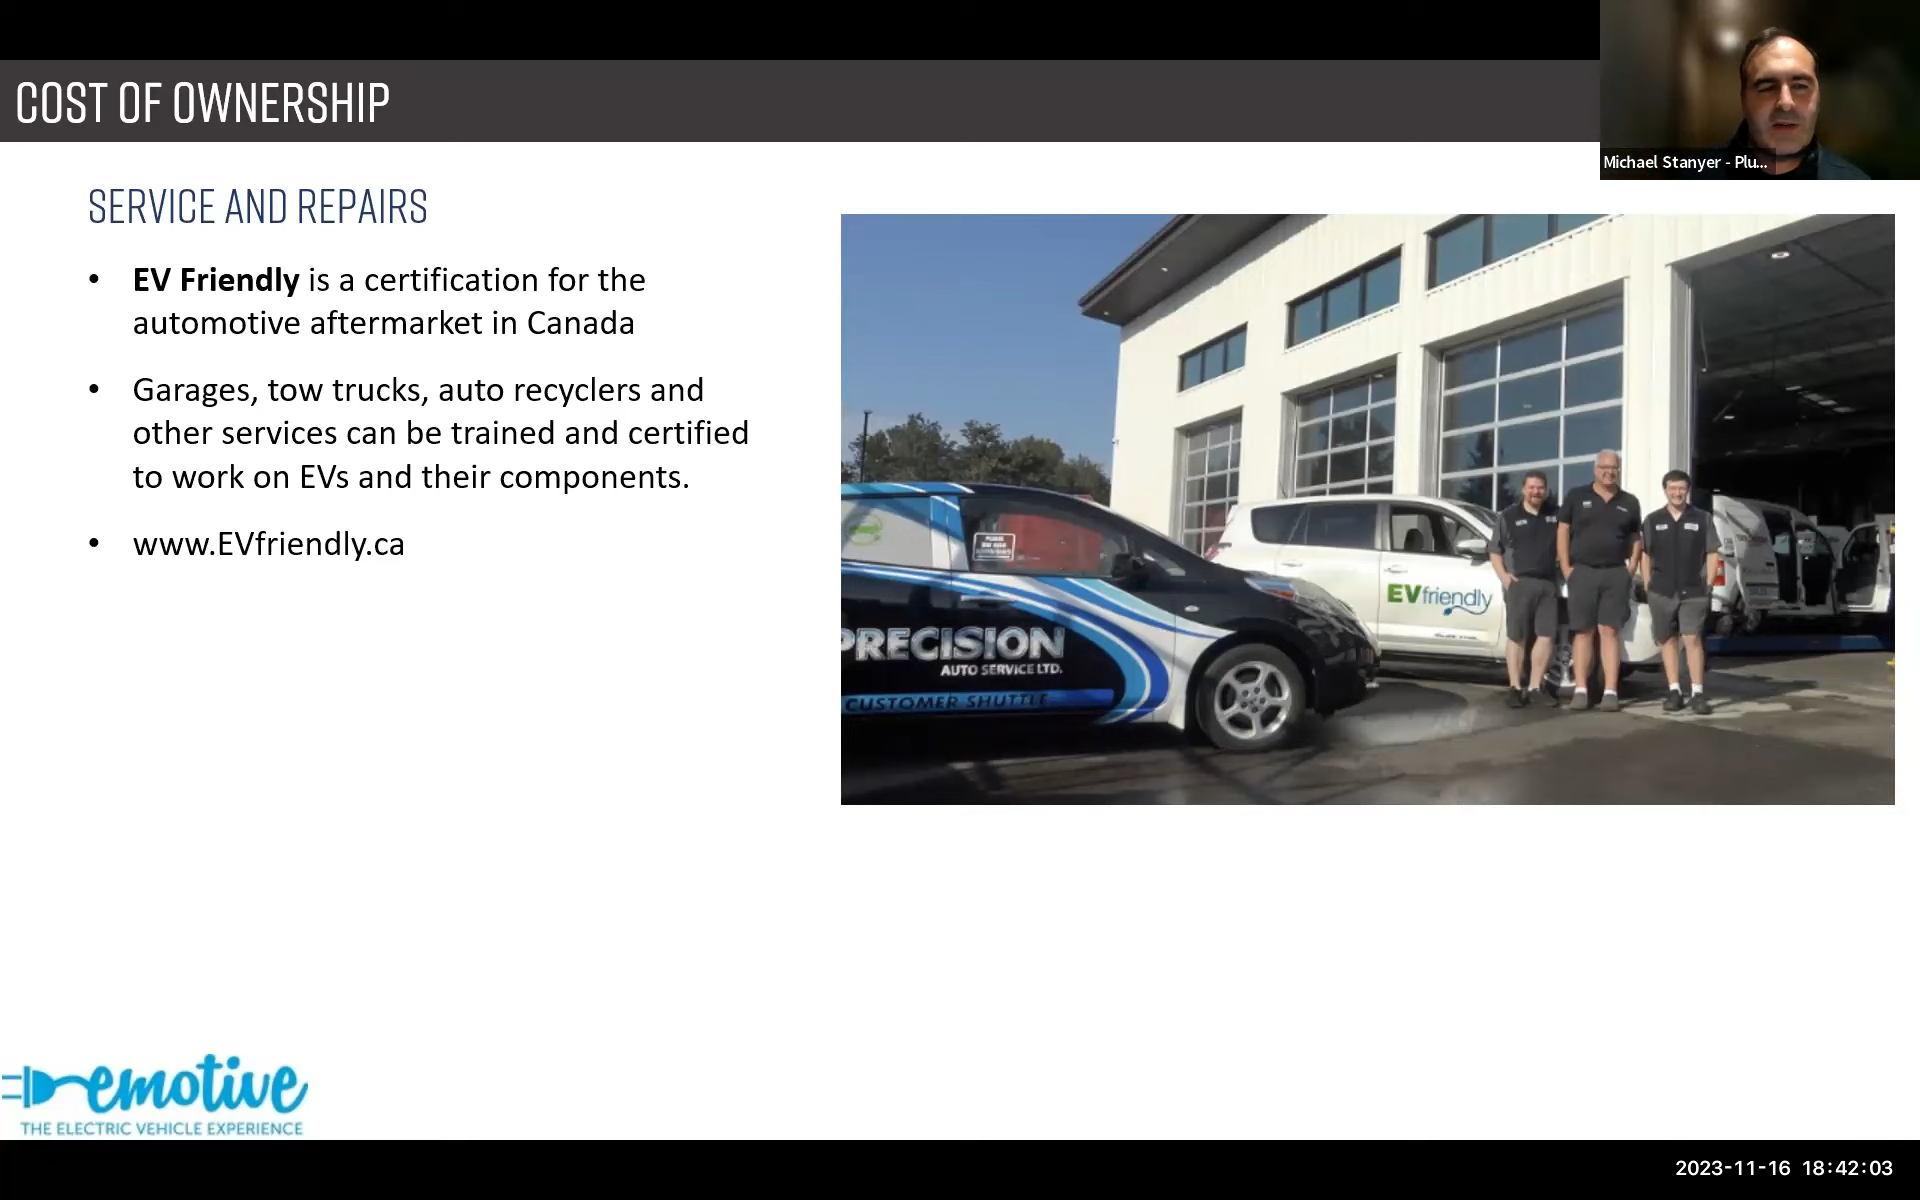 COST OF OWNERSHIP
Michael Stanyer - Plu...
SERVICE AND REPAIRS
• EV Friendly is a certification for the
automotive aftermarket in Canada
• Garages, tow trucks, auto recyclers and
other services can be trained and certified
to work on EVs and their components.
• www.EVfriendly.ca
EVfriendly
PRECISION
AUTO SERVICE LTD.
CUSTOMER SHUTTLE
emotive
THE ELECTRIC VEHICLE EXPERIENCE
2023-11-16 18:42:03